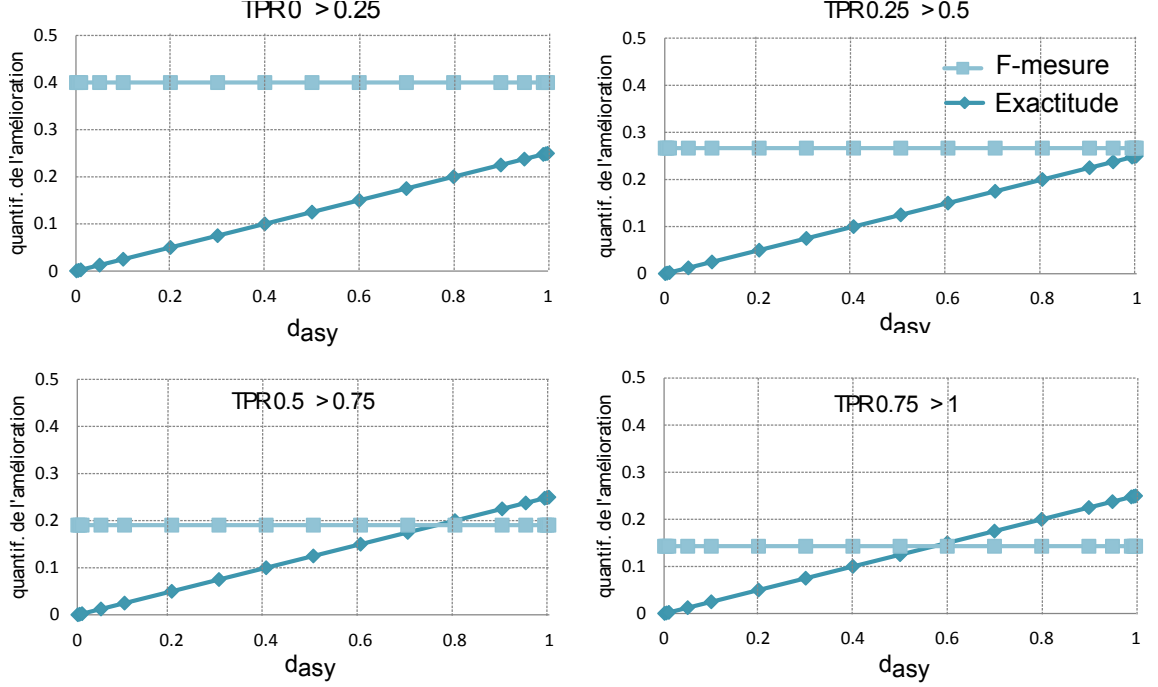 TPR0 >0.25
quantif. de l'amélioration
0.5
0.4
0.3
0.2
0.1
0
0 0.2 0.4 0.6 0.8 1
dasy
TPR0.25 >0.5
quantif. de l'amélioration
0.5
0.4
0.3
0.2
0.1
0
F-mesure
Exactitude
0 0.2 0.4 0.6 0.8 1
dasy
TPR0.5 >0.75
quantif. de l'amélioration
0.5
0.4
0.3
0.2
0.1
0
0 0.2 0.4 0.6 0.8 1
dasy
TPR0.75 >1
quantif. de l'amélioration
0.5
0.4
0.3
0.2
0.1
0
0 0.2 0.4 0.6 0.8 1
dasy